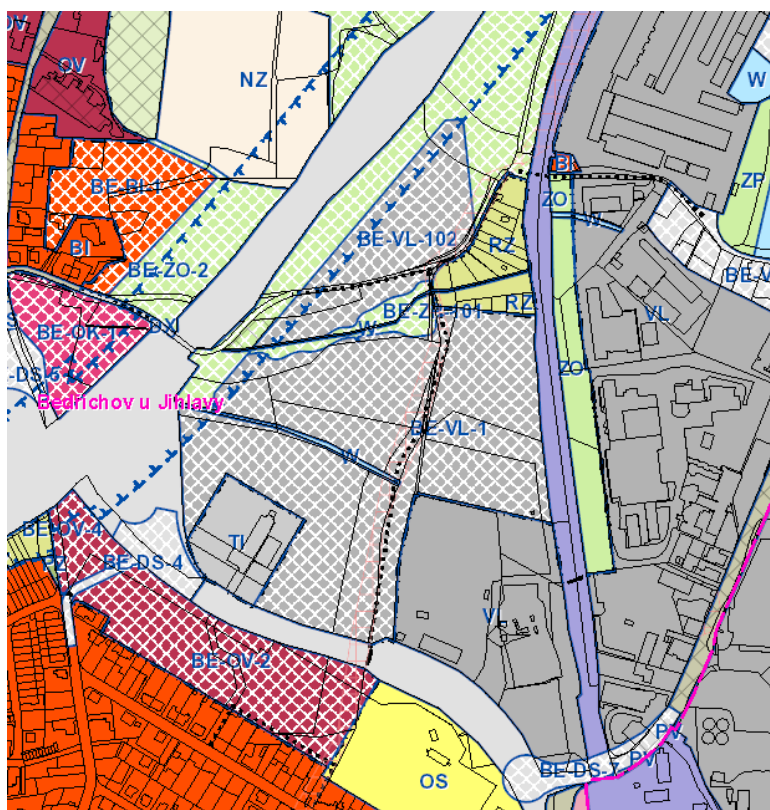 OV
OV
NZ
W
BE-BI-1
BI
ZO
ZP
W
BE-VL-102
RZ
BI
BE-ZO-2
BE-V
RZ
VL
W
DXI
BE-OK-1
ZO
-DS-5
Bedřichov u Jihlavy
BE-VL-1
W
BE-OV-4
TI
PZ
BE-DS-4
VL
BE-OV-2
PV
PV
BE-DS-7
OS